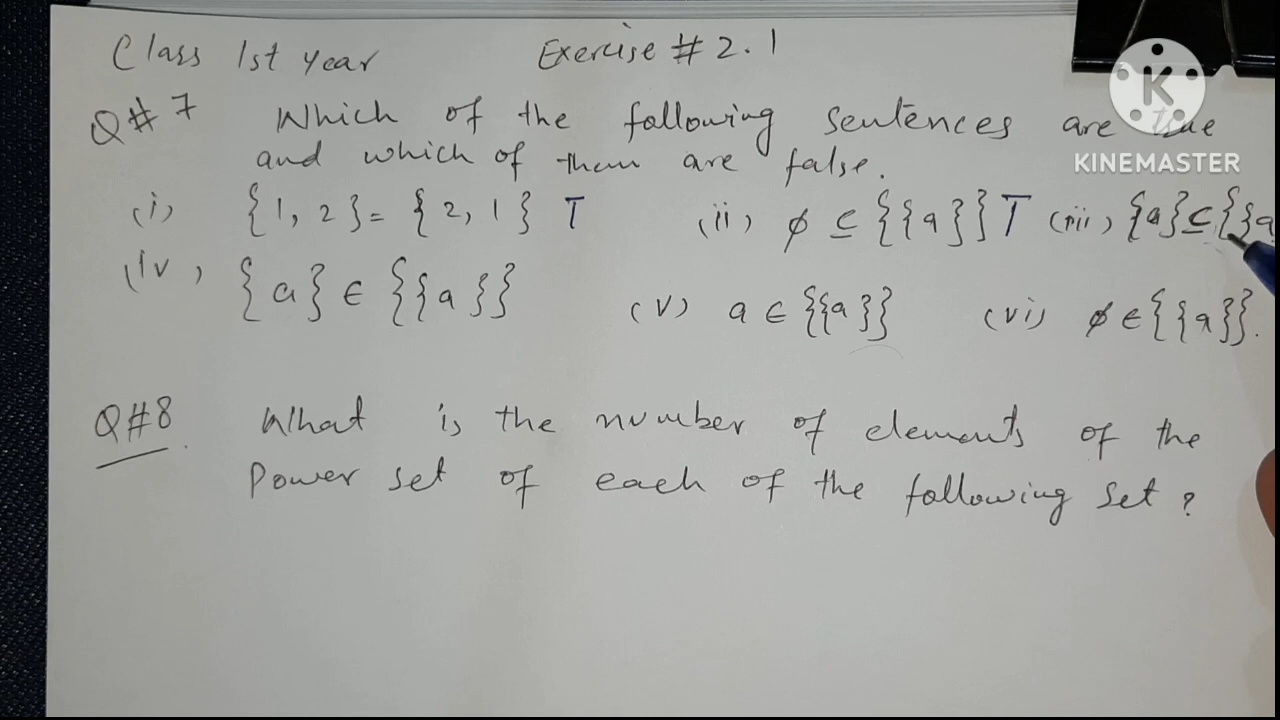 Class 1st year Exercise # 2.1
Q# 7 Which of the following sentences are true
and which of them are false.
(i) {1, 2} = {2, 1} T (ii) ϕ ⊆ {{a}} T (iii) {a} ⊆ {{a
(iv) {a} ∈ {{a}} (v) a ∈ {{a}} (vi) ϕ ∈ {{a}}.
Q#8 What is the number of elements of the
Power set of each of the following set ?
K
KINEMASTER